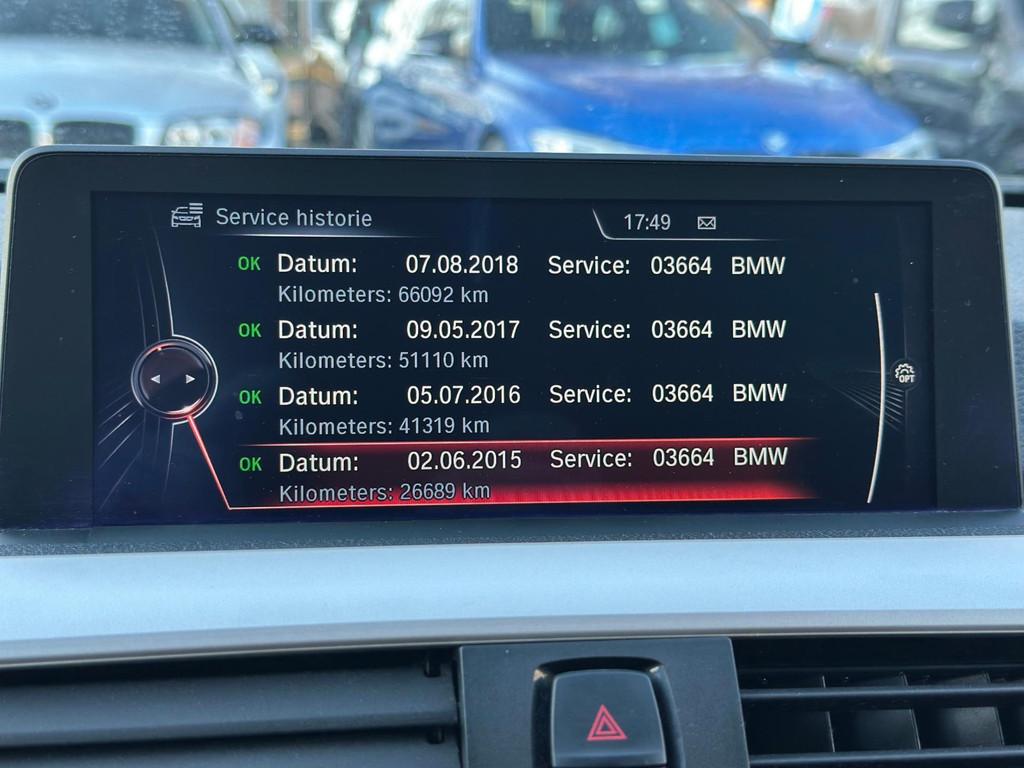 Service historie
17:49
OK Datum: 07.08.2018 Service: 03664 BMW
Kilometers: 66092 km
OK Datum: 09.05.2017 Service: 03664 BMW
Kilometers: 51110 km
OK Datum: 05.07.2016 Service: 03664 BMW
Kilometers: 41319 km
OK Datum: 02.06.2015 Service: 03664 BMW
Kilometers: 26689 km
OPT